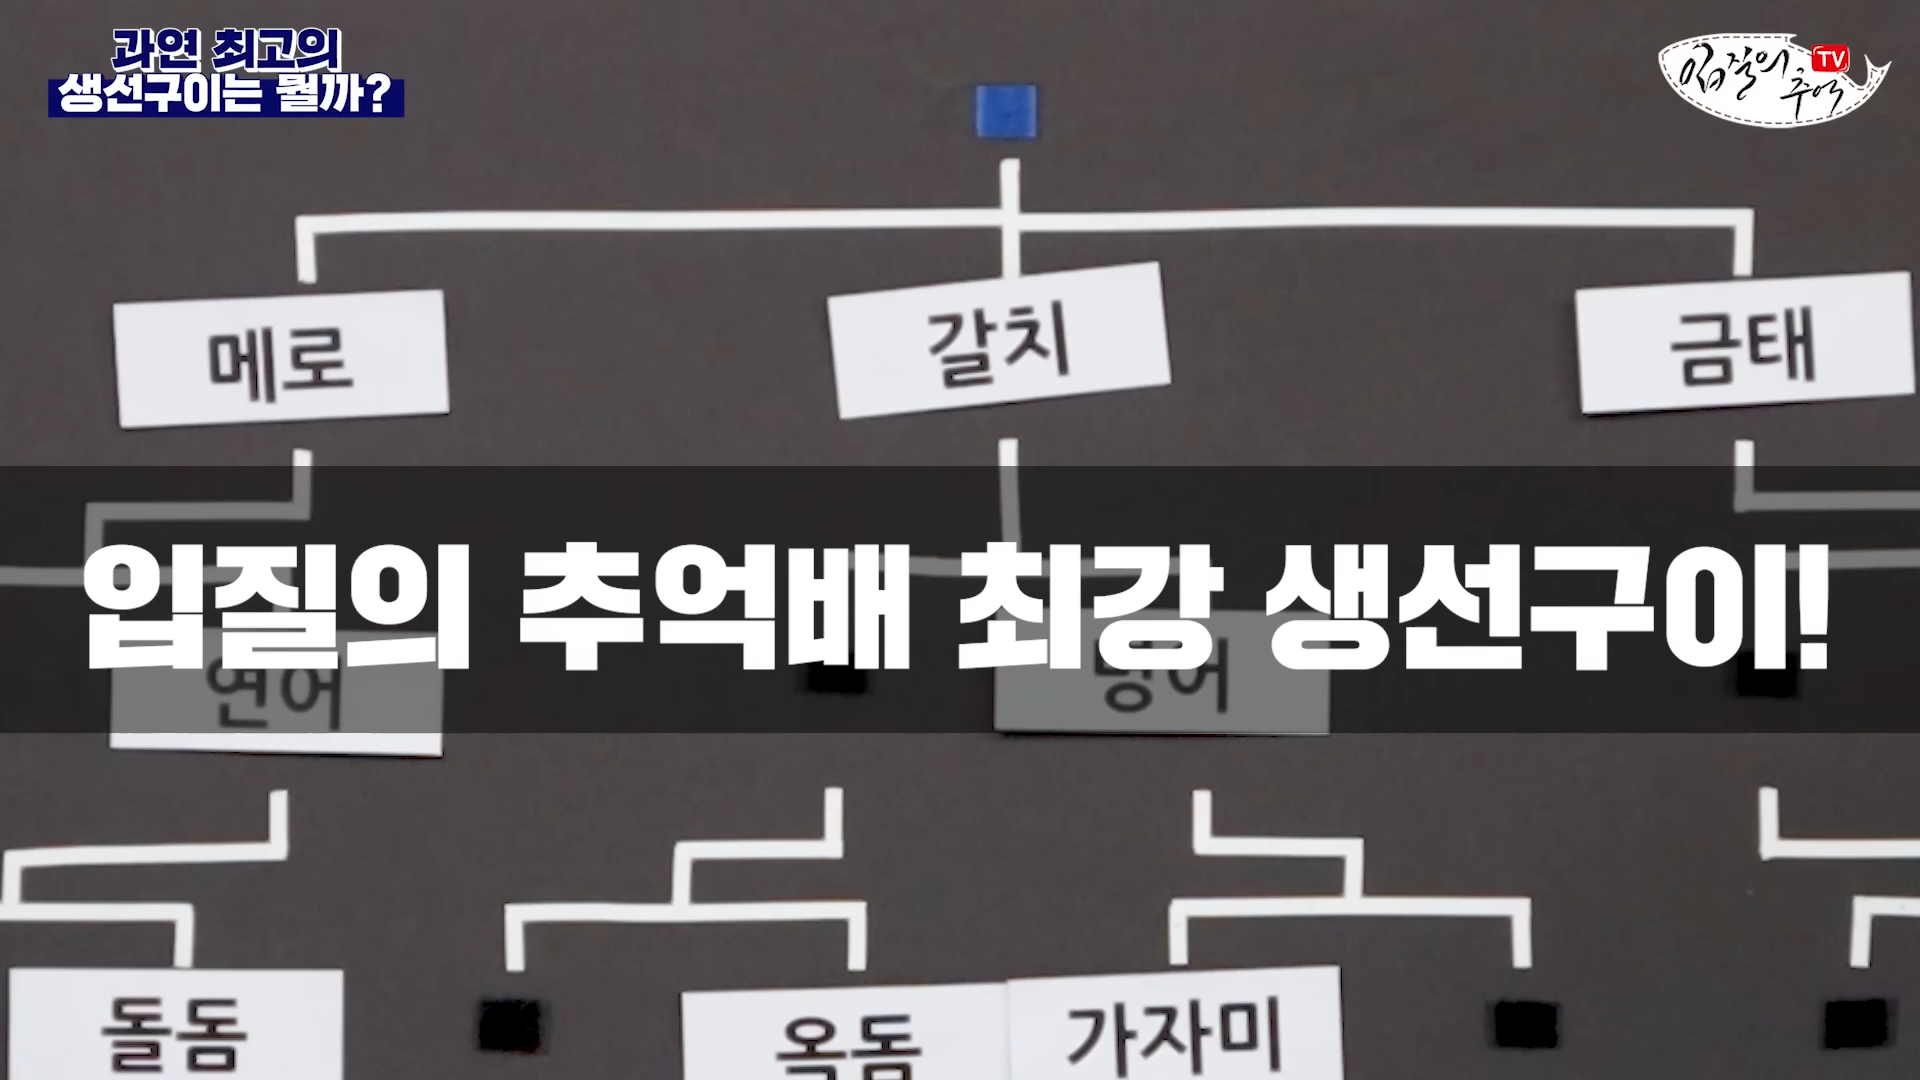 과연 최고의
생선구이는 뭘까?
입질의
추억
TV
메로
갈치
금태
입질의 추억배 최강 생선구이!
연어
병어
돌돔
옥돔
가자미